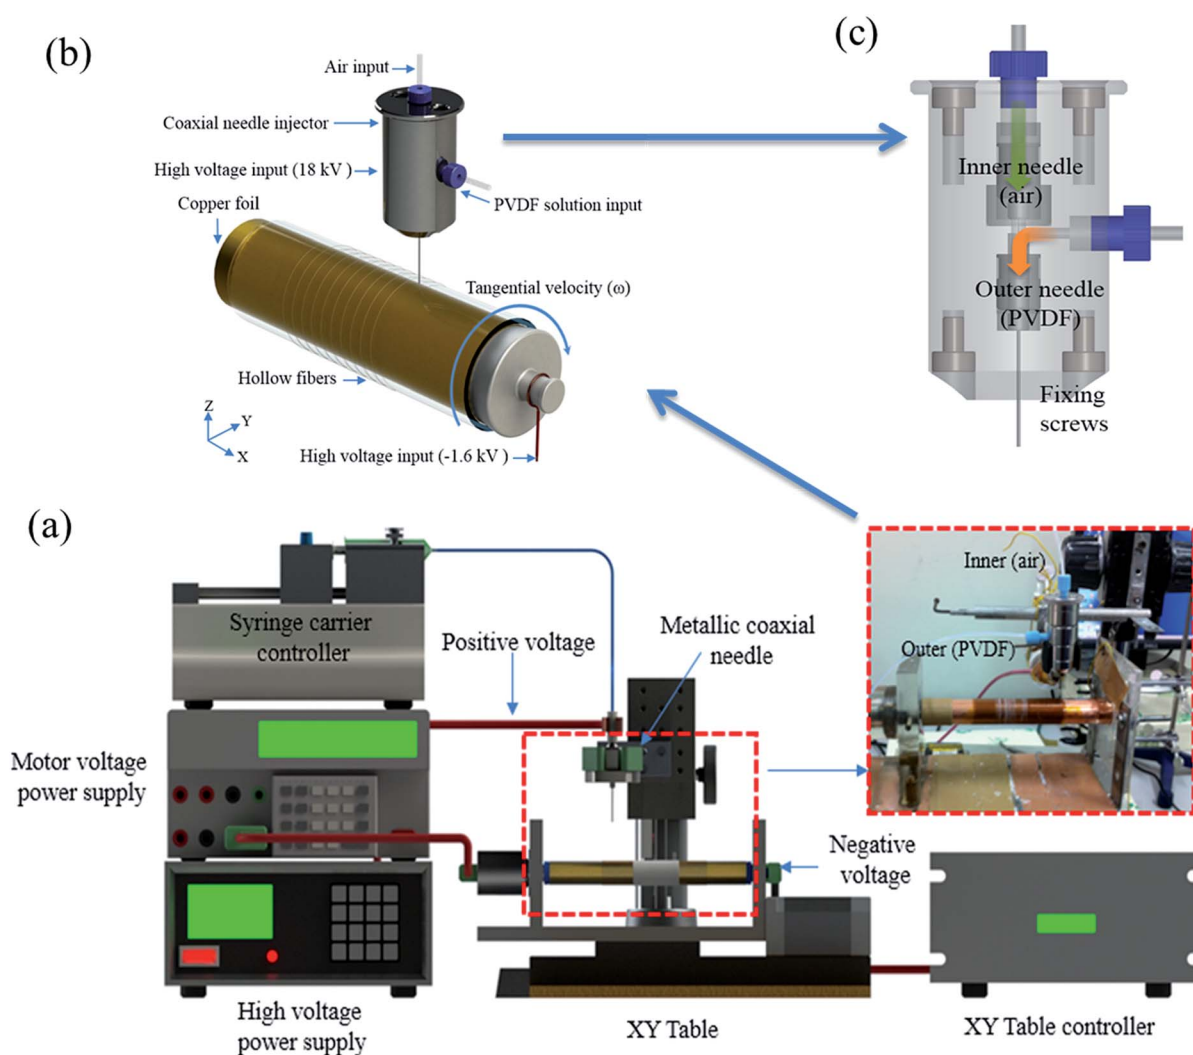 (b)
Air input
Coaxial needle injector
High voltage input (18 kV )
PVDF solution input
Copper foil
Tangential velocity (ω)
Hollow fibers
Z
Y
X
High voltage input (-1.6 kV )
(c)
Inner needle
(air)
Outer needle
(PVDF)
Fixing
screws
(a)
Syringe carrier
controller
Positive voltage
Metallic coaxial
needle
Inner (air)
Outer (PVDF)
Motor voltage
power supply
Negative
voltage
High voltage
power supply
XY Table
XY Table controller